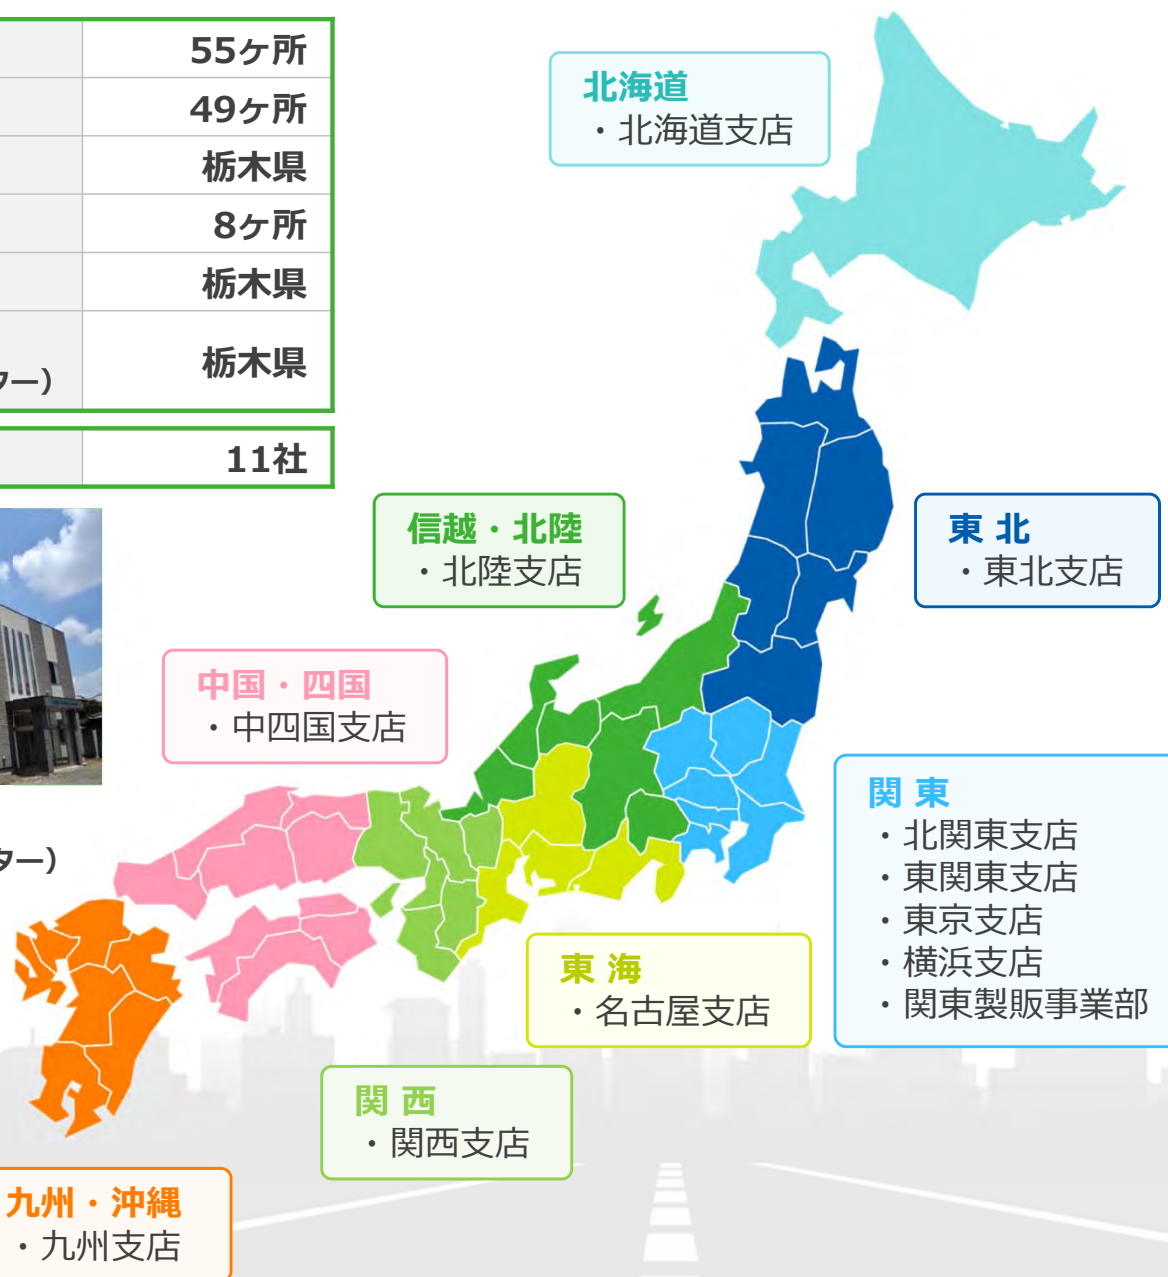 55ヶ所
49ヶ所
栃木県
8ヶ所
栃木県
ター)
栃木県
11社
北海道
・北海道支店
信越・北陸
・北陸支店
東 北
・東北支店
中国・四国
・中四国支店
関 東
・北関東支店
・東関東支店
・東京支店
・横浜支店
・関東製販事業部
ター)
東 海
・名古屋支店
関 西
・関西支店
九州・沖縄
・九州支店